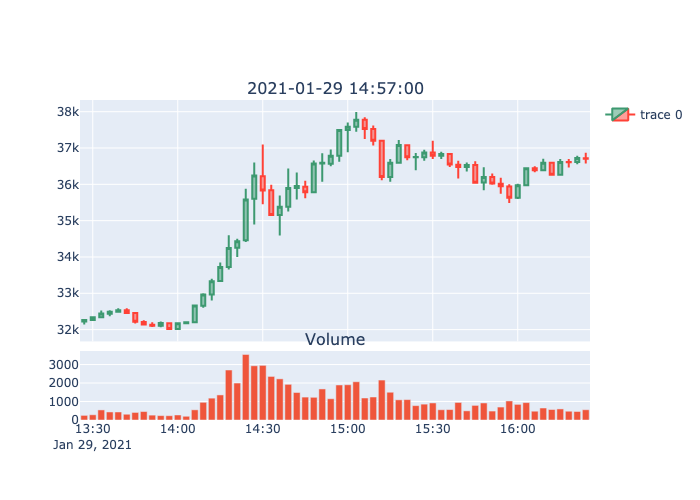 2021-01-29 14:57:00
38k
37k
36k
35k
34k
33k
32k
trace 0
Volume
3000
2000
1000
0
13:30 14:00 14:30 15:00 15:30 16:00
Jan 29, 2021